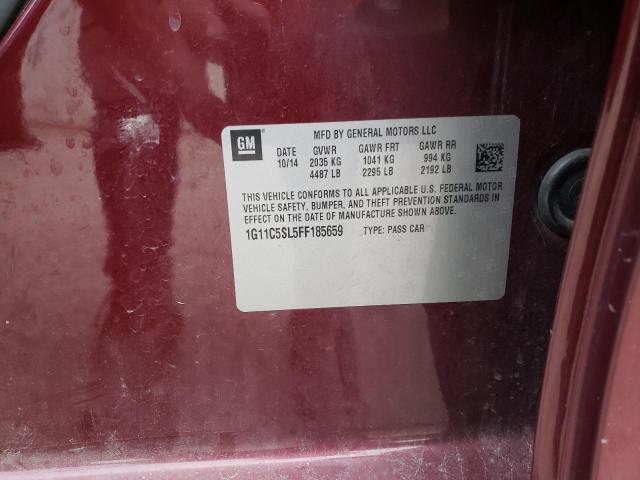 GM MFD BY GENERAL MOTORS LLC
DATE GVWR GAWR FRT GAWR RR
10/14 2035 KG 1041 KG 994 KG
4487 LB 2295 LB 2192 LB
THIS VEHICLE CONFORMS TO ALL APPLICABLE U.S. FEDERAL MOTOR
VEHICLE SAFETY, BUMPER, AND THEFT PREVENTION STANDARDS IN
EFFECT ON THE DATE OF MANUFACTURE SHOWN ABOVE.
1G11C5SL5FF185659 TYPE: PASS CAR